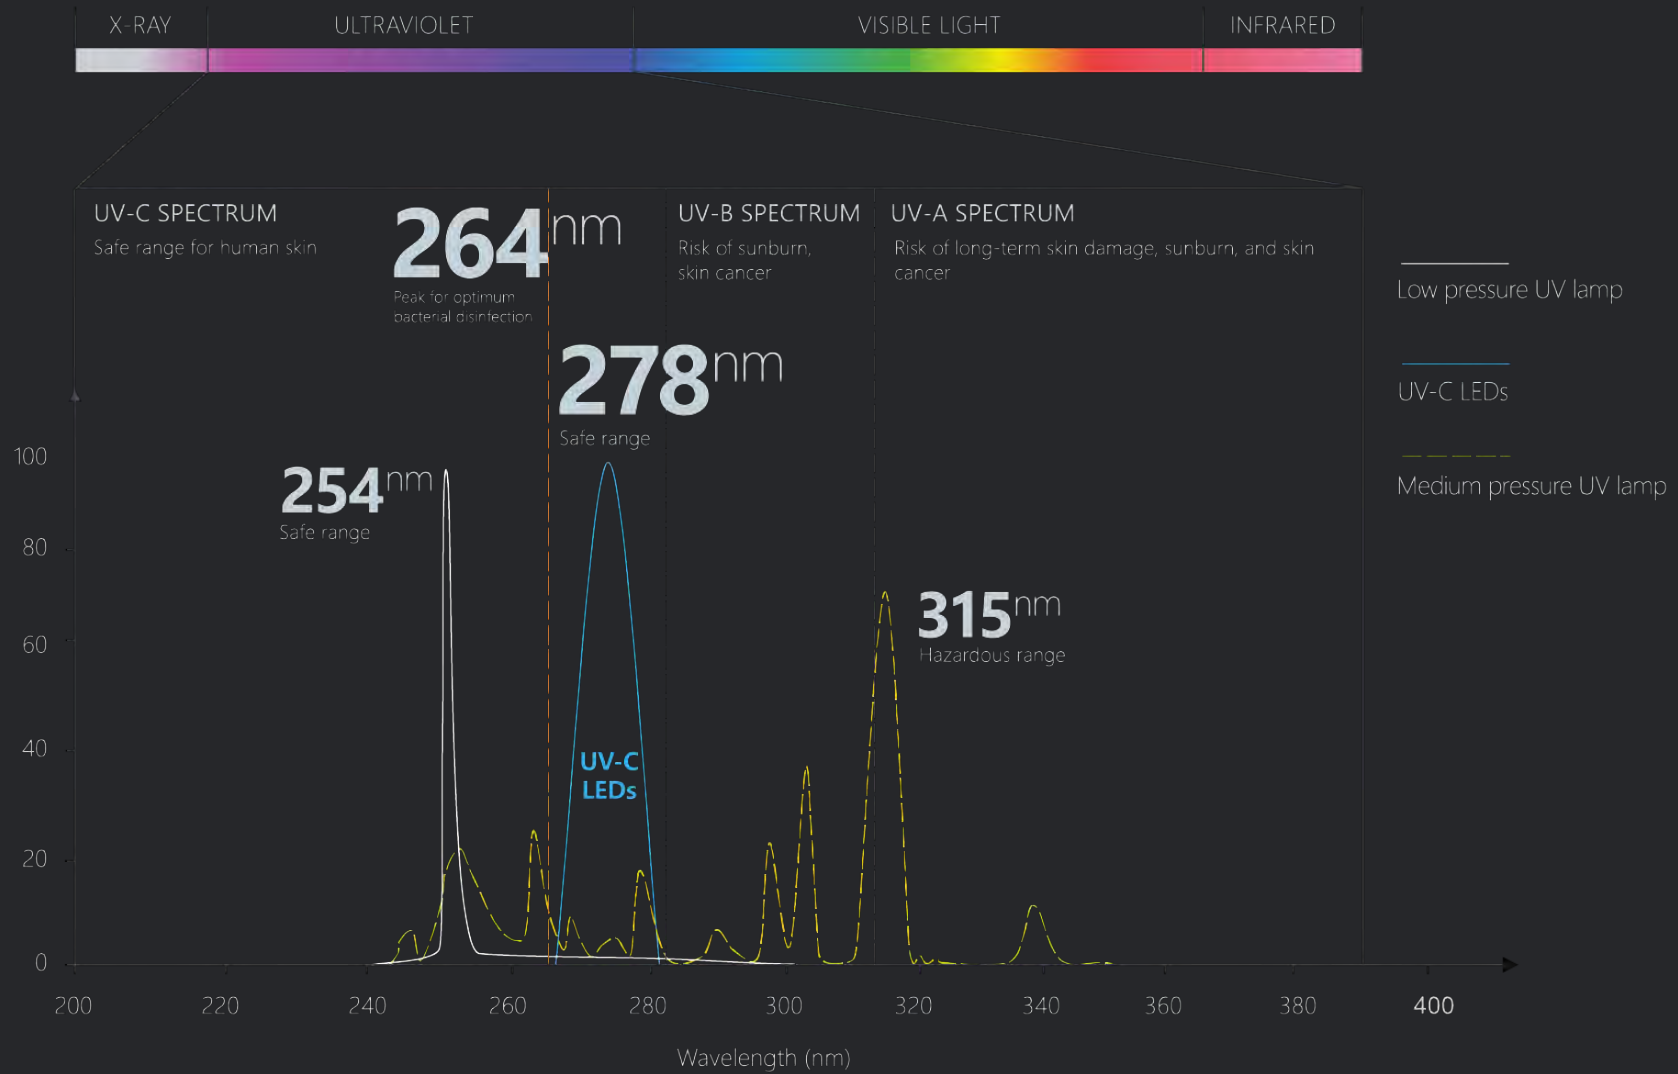 X-RAY
ULTRAVIOLET
VISIBLE LIGHT
INFRARED
UV-C SPECTRUM
Safe range for human skin
264nm
Peak for optimum
bacterial disinfection
UV-B SPECTRUM
Risk of sunburn,
skin cancer
UV-A SPECTRUM
Risk of long-term skin damage, sunburn, and skin
cancer
Low pressure UV lamp
UV-C LEDs
Medium pressure UV lamp
278nm
Safe range
254nm
Safe range
315nm
Hazardous range
UV-C
LEDs
100
80
60
40
20
0
200 220 240 260 280 300 320 340 360 380 400
Wavelength (nm)